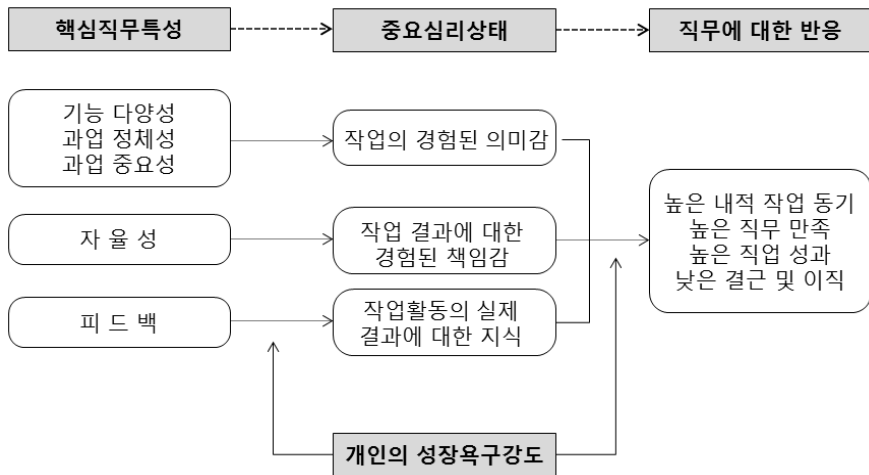 핵심직무특성
중요심리상태
직무에 대한 반응
기능 다양성
과업 정체성
과업 중요성
작업의 경험된 의미감
자 율 성
작업 결과에 대한
경험된 책임감
피 드 백
작업활동의 실제
결과에 대한 지식
높은 내적 작업 동기
높은 직무 만족
높은 직업 성과
낮은 결근 및 이직
개인의 성장욕구강도